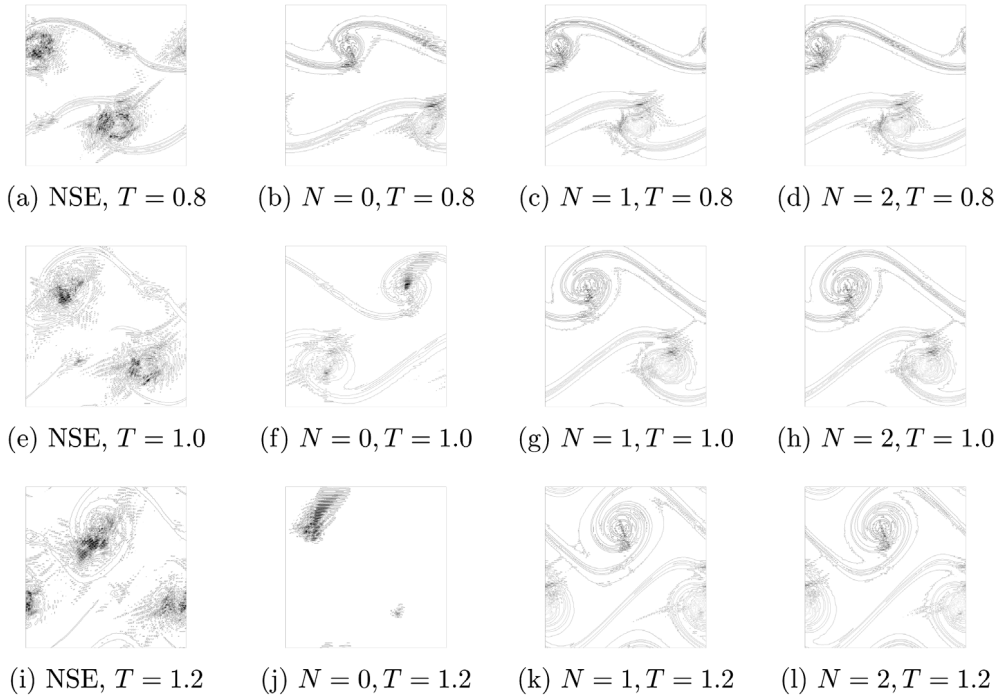 (a) NSE, T = 0.8 (b) N = 0, T = 0.8 (c) N = 1, T = 0.8 (d) N = 2, T = 0.8
(e) NSE, T = 1.0 (f) N = 0, T = 1.0 (g) N = 1, T = 1.0 (h) N = 2, T = 1.0
(i) NSE, T = 1.2 (j) N = 0, T = 1.2 (k) N = 1, T = 1.2 (l) N = 2, T = 1.2